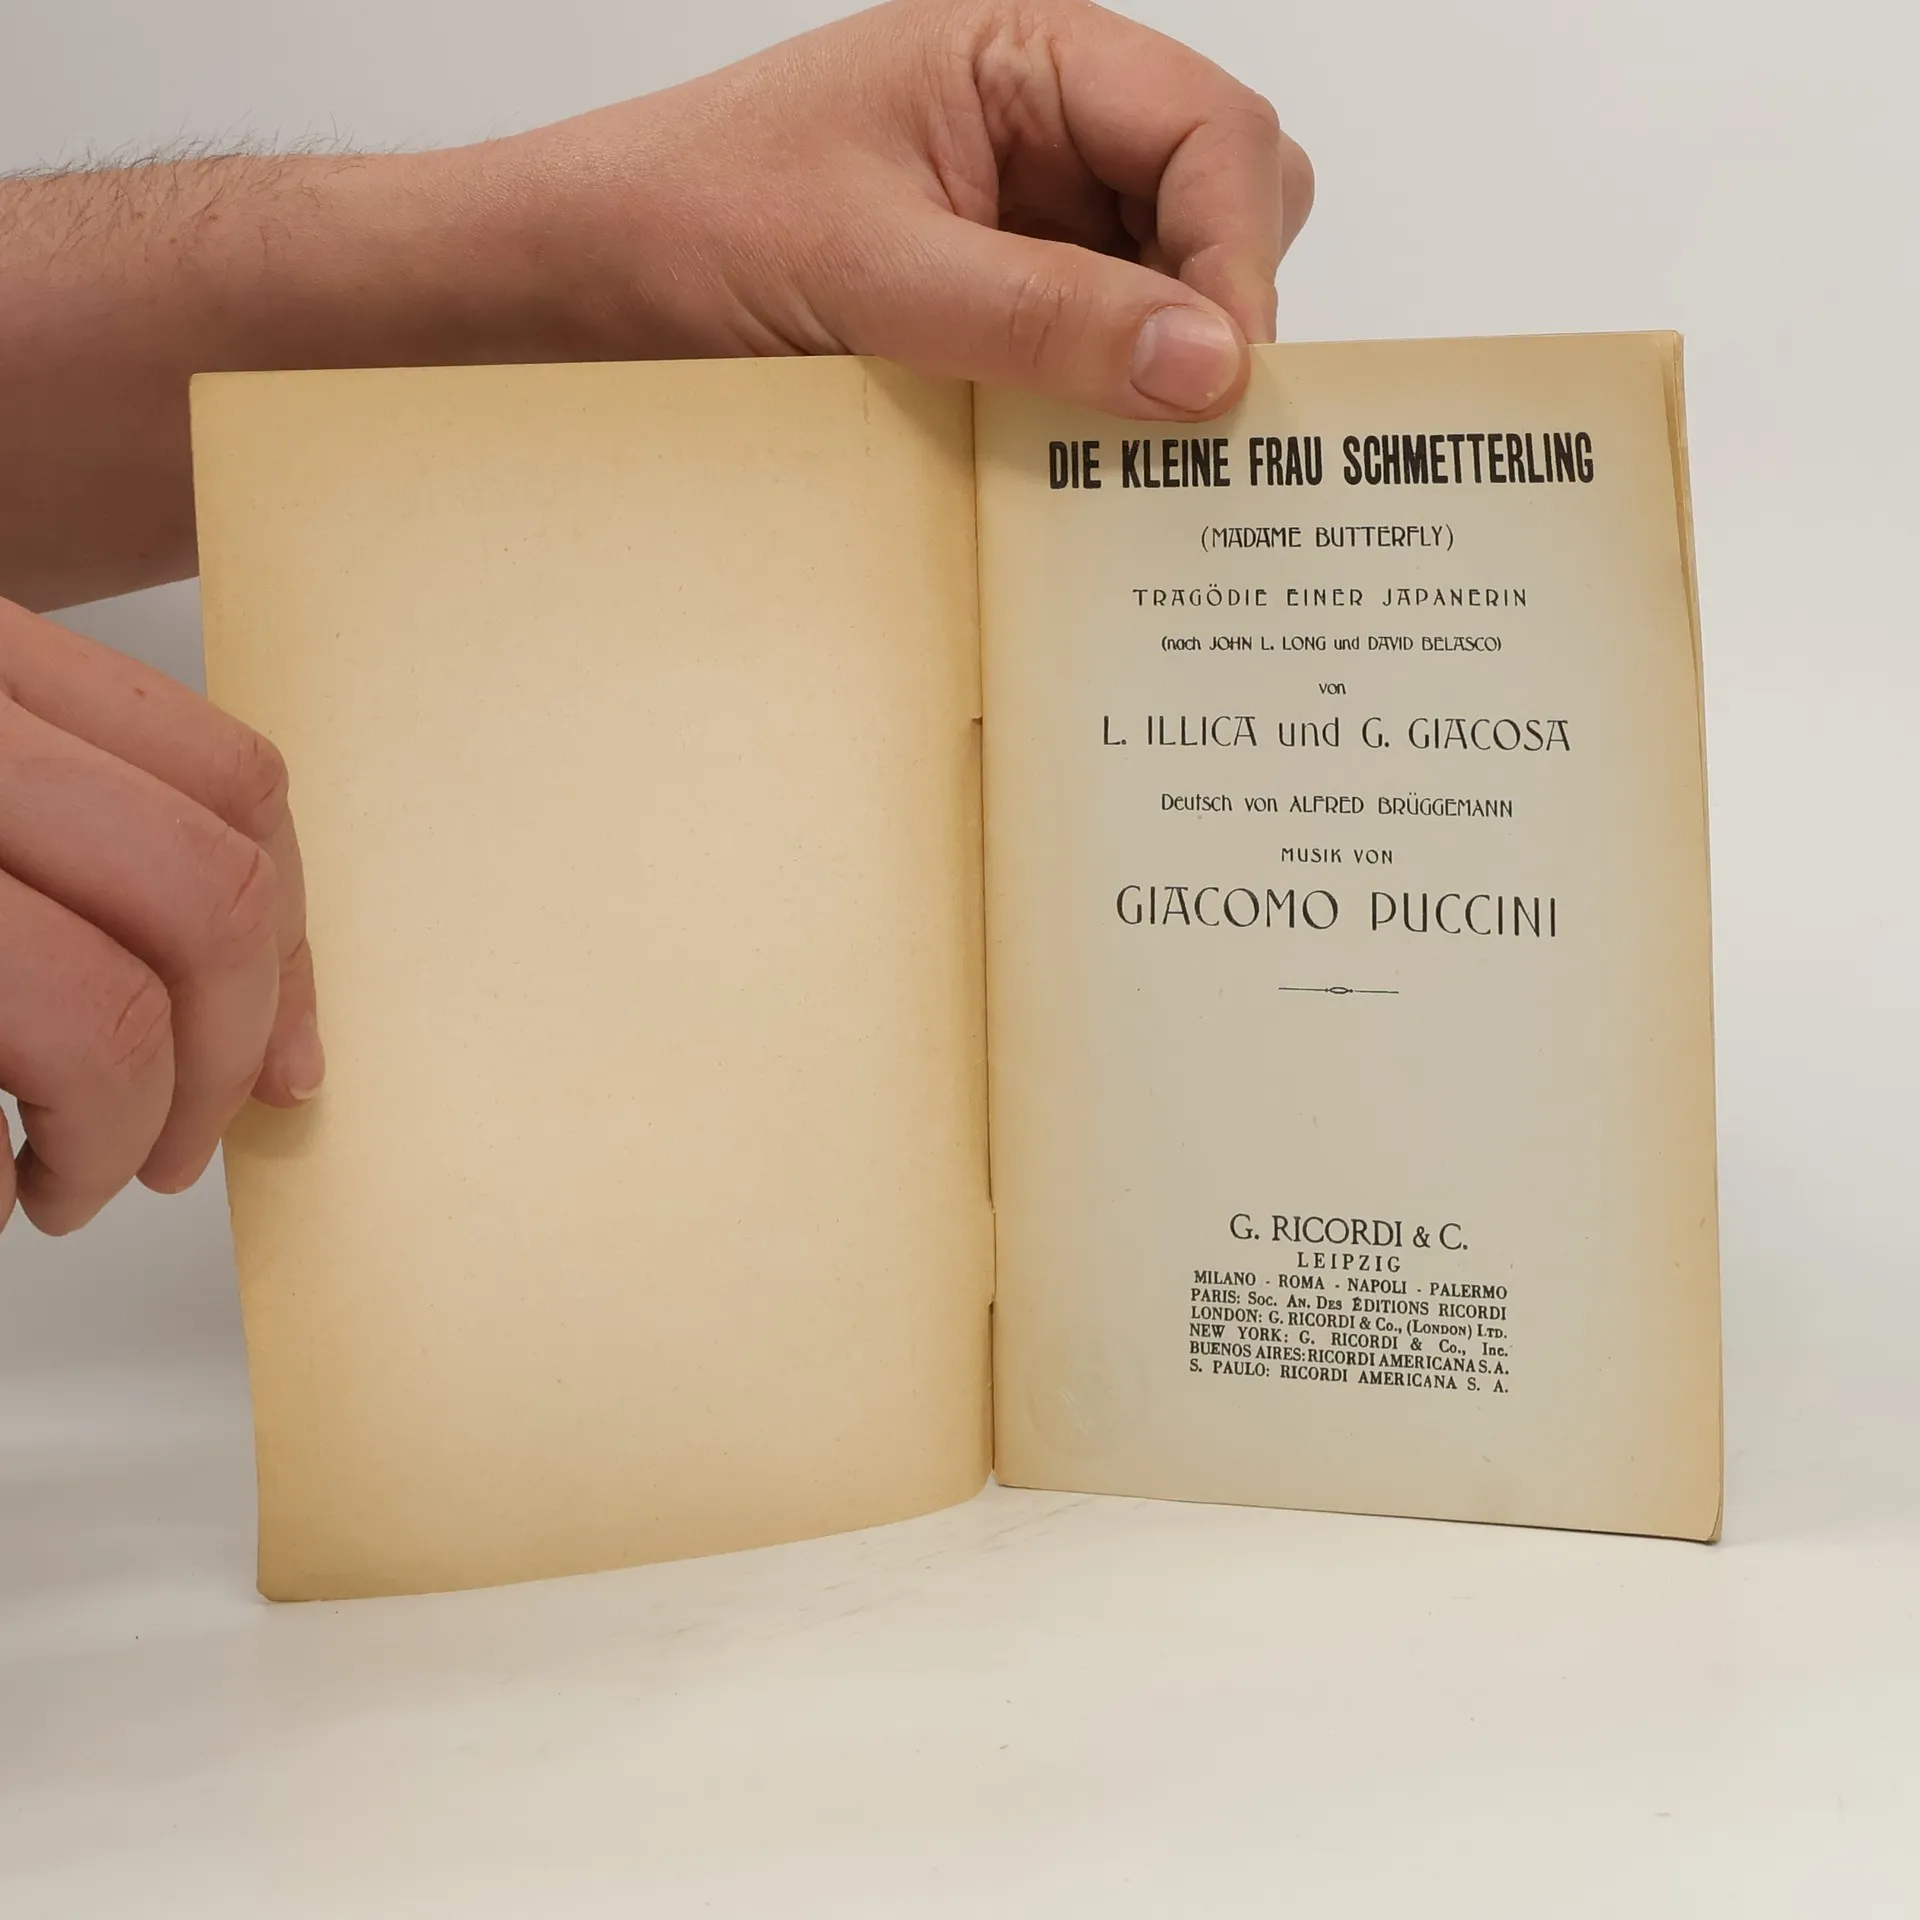 DIE KLEINE FRAU SCHMETTERLING
(MADAME BUTTERFLY)
TRAGÖDIE EINER JAPANERIN
(nach JOHN L. LONG und DAVID BELASCO)
von
L. ILLICA und G. GIACOSA
Deutsch von ALFRED BRÜGGEMANN
MUSIK VON
GIACOMO PUCCINI
G. RICORDI & C.
LEIPZIG
MILANO - ROMA - NAPOLI - PALERMO
PARIS: Soc. An. Des ÉDITIONS RICORDI
LONDON: G. RICORDI & Co., (London) Ltd.
NEW YORK: G. RICORDI & Co., Inc.
BUENOS AIRES: RICORDI AMERICANA S. A.
S. PAULO: RICORDI AMERICANA S. A.